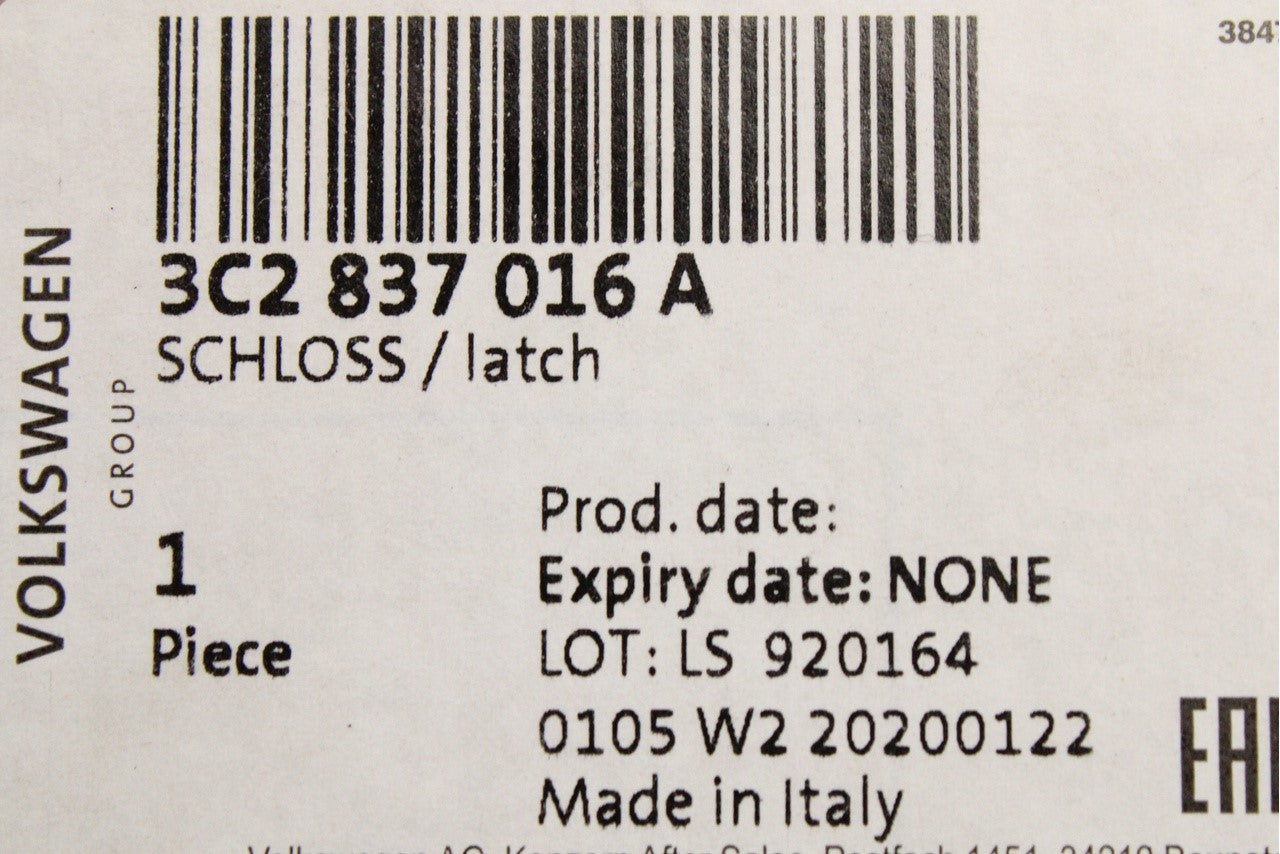 3C2 837 016 A
SCHLOSS / latch
VOLKSWAGEN
GROUP
1
Piece
Prod. date:
Expiry date: NONE
LOT: LS 920164
0105 W2 20200122
Made in Italy
EAC